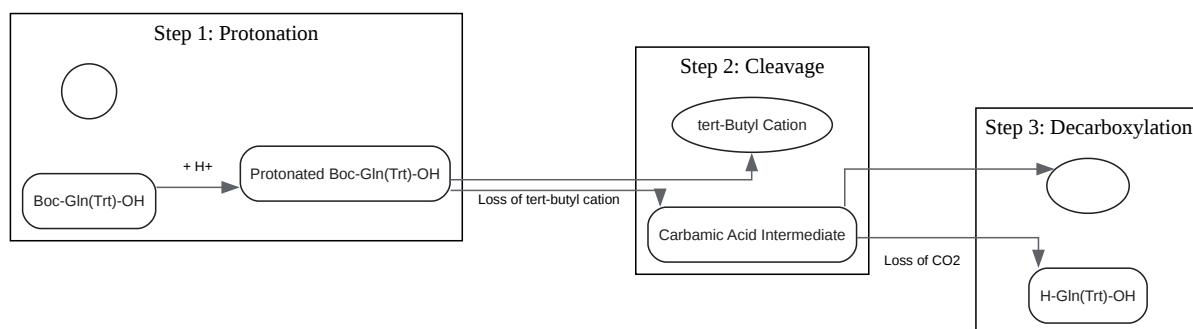 Step 1: Protonation
+ H+
Boc-Gln(Trt)-OH
Protonated Boc-Gln(Trt)-OH
Loss of tert-butyl cation
Step 2: Cleavage
tert-Butyl Cation
Carbamic Acid Intermediate
Loss of CO2
Step 3: Decarboxylation
H-Gln(Trt)-OH